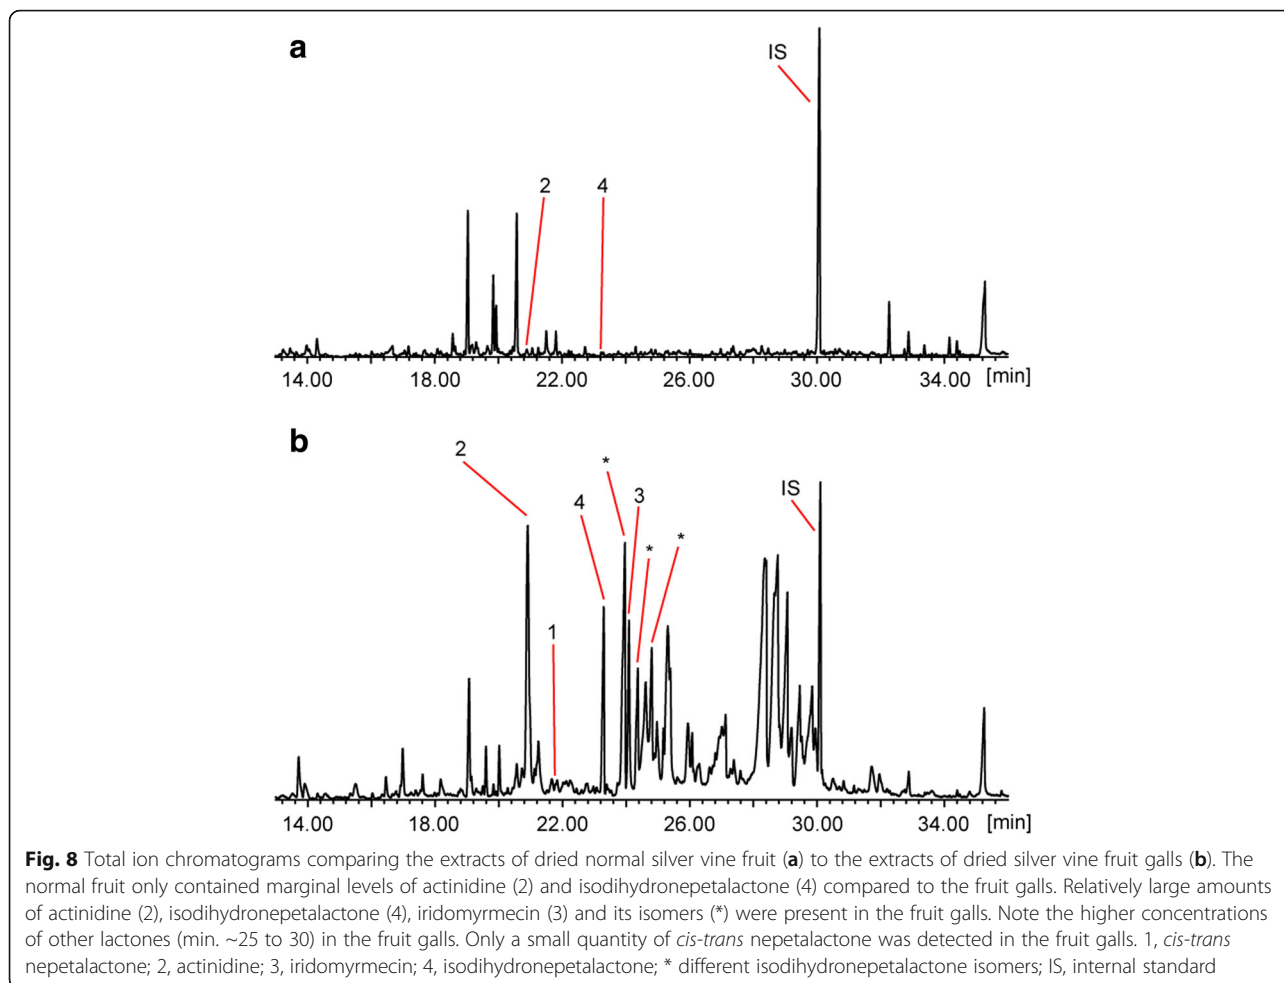 a
IS
2
4
14.00 18.00 22.00 26.00 30.00 34.00 [min]
b
2
*
IS
4
3
*
*
1
14.00 18.00 22.00 26.00 30.00 34.00 [min]
Fig. 8 Total ion chromatograms comparing the extracts of dried normal silver vine fruit (a) to the extracts of dried silver vine fruit galls (b). The
normal fruit only contained marginal levels of actinidine (2) and isodihydronepetalactone (4) compared to the fruit galls. Relatively large amounts
of actinidine (2), isodihydronepetalactone (4), iridomyrmecin (3) and its isomers (*) were present in the fruit galls. Note the higher concentrations
of other lactones (min. ~25 to 30) in the fruit galls. Only a small quantity of cis-trans nepetalactone was detected in the fruit galls. 1, cis-trans
nepetalactone; 2, actinidine; 3, iridomyrmecin; 4, isodihydronepetalactone; * different isodihydronepetalactone isomers; IS, internal standard